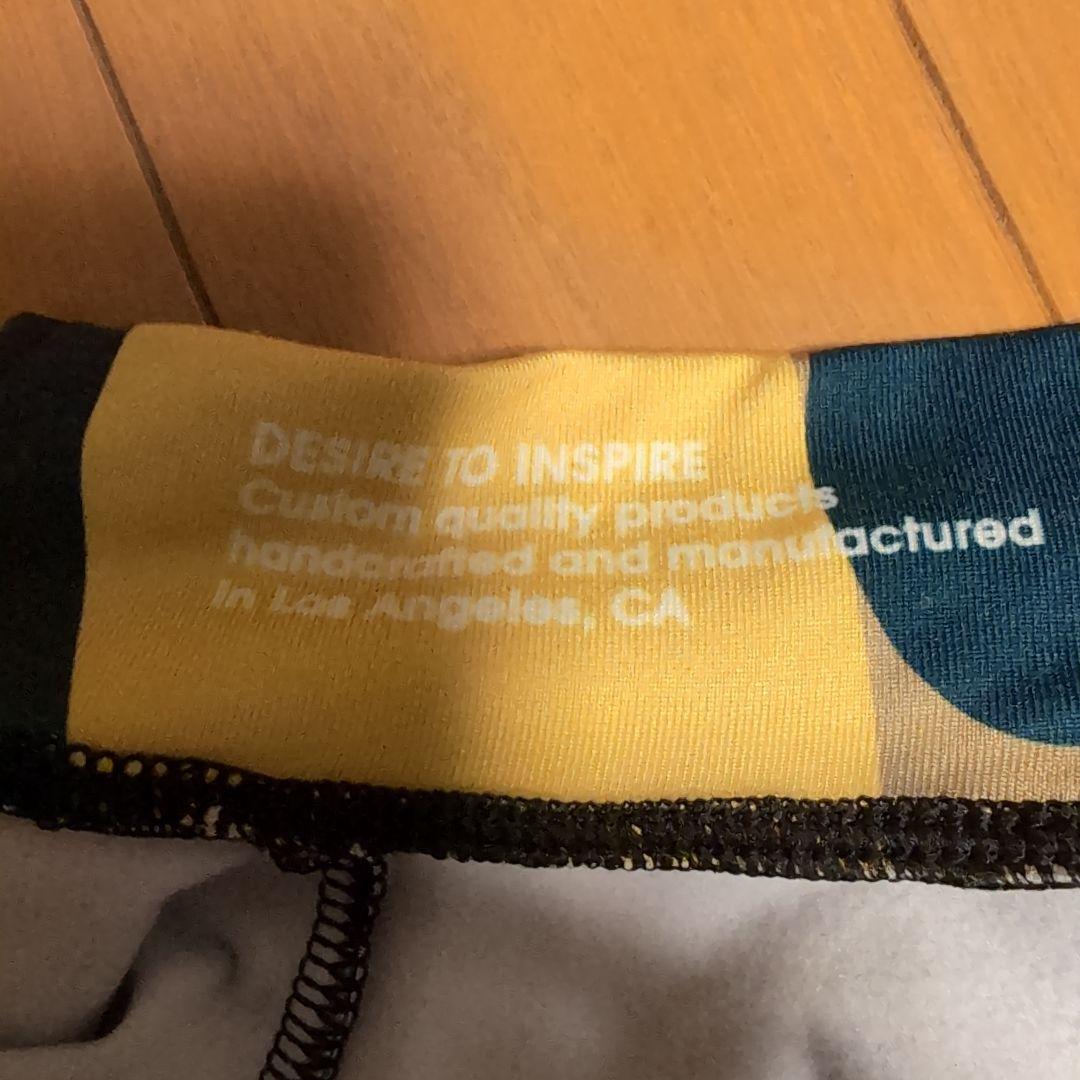 DESIRE TO INSPIRE
Custom quality products
handcrafted and manufactured
in Los Angeles, CA